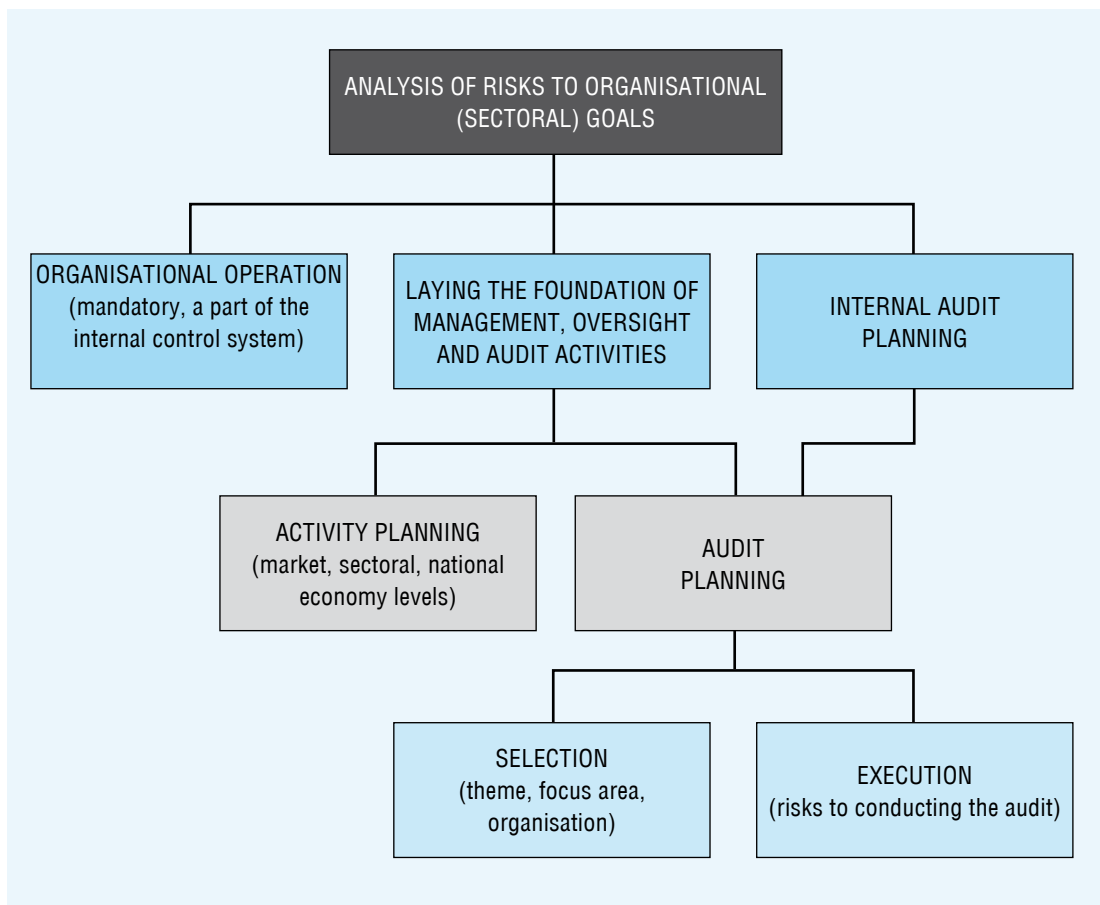 ANALYSIS OF RISKS TO ORGANISATIONAL
(SECTORAL) GOALS
ORGANISATIONAL OPERATION
(mandatory, a part of the
internal control system)
LAYING THE FOUNDATION OF
MANAGEMENT, OVERSIGHT
AND AUDIT ACTIVITIES
INTERNAL AUDIT
PLANNING
ACTIVITY PLANNING
(market, sectoral, national
economy levels)
AUDIT
PLANNING
SELECTION
(theme, focus area,
organisation)
EXECUTION
(risks to conducting the audit)